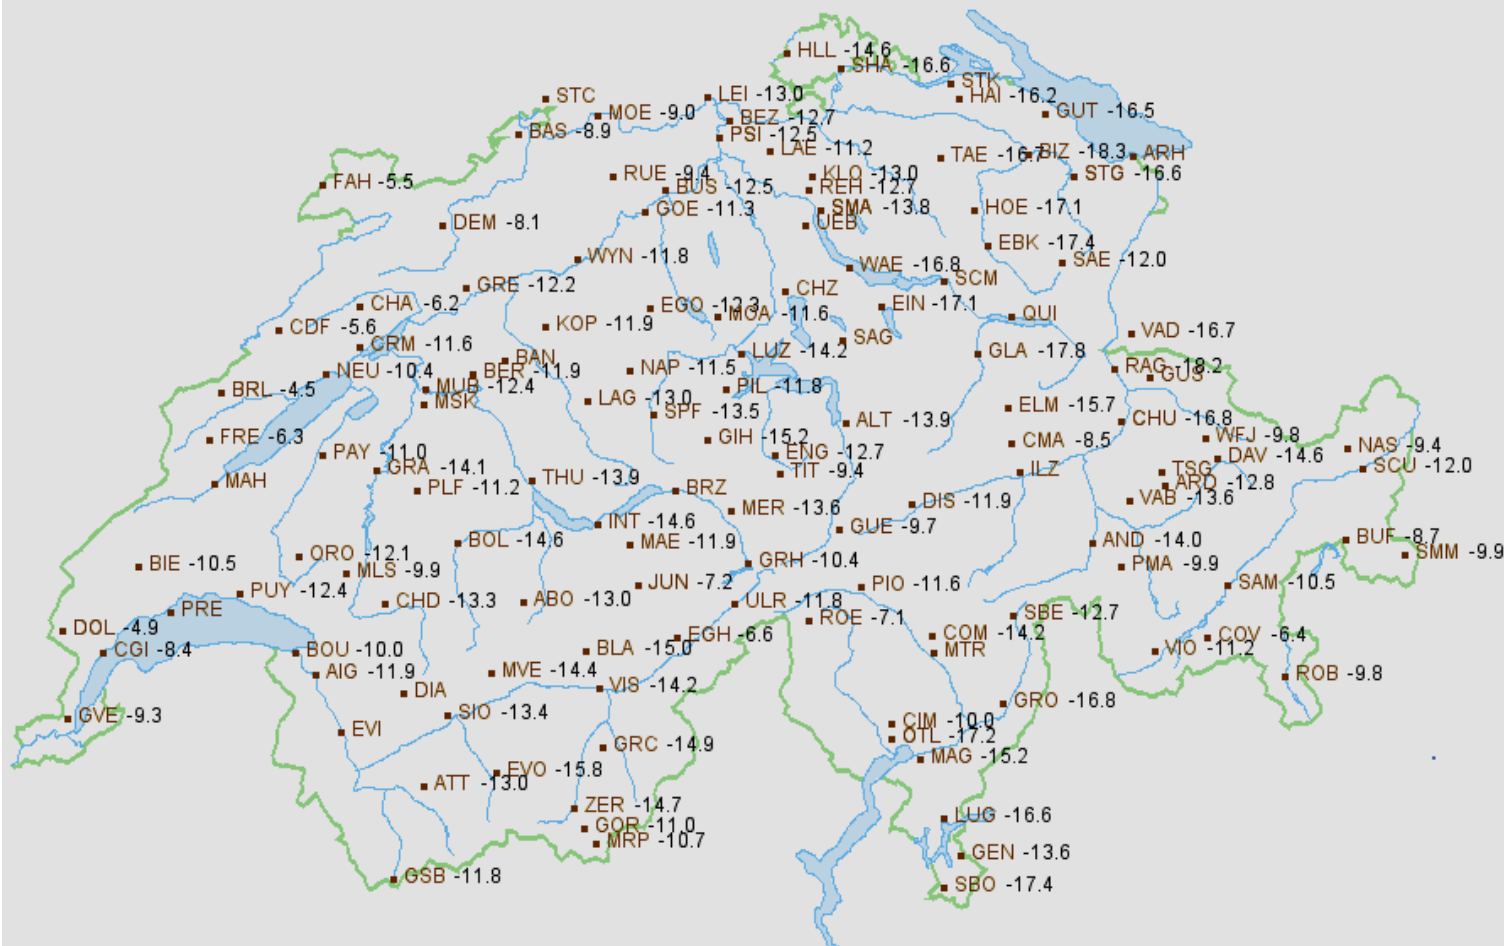 HLL -14.6
SHA -16.6
STK
LEI -13.0
STC
HAI -16.2
MOE -9.0
GUT -16.5
BEZ -12.7
BAS -8.9
PSI -12.5
LAE -11.2
TAE -16.7
BIZ -18.3
ARH
RUE -9.4
KLO -13.0
STG -16.6
FAH -5.5
BUS -12.5
REH -12.7
GOE -11.3
SMA -13.8
HOE -17.1
DEM -8.1
UEB
EBK -17.4
WYN -11.8
WAE -16.8
SAE -12.0
SCM
GRE -12.2
CHZ
CHA -6.2
EGO -12.3
EIN -17.1
MOA -11.6
QUI
CDF -5.6
KOP -11.9
SAG
VAD -16.7
CRM -11.6
LUZ -14.2
GLA -17.8
BAN
RAG -18.2
NEU -10.4
BER -11.9
NAP -11.5
GUS
BRL -4.5
MUB -12.4
PIL -11.8
MSK
LAG -13.0
ELM -15.7
SPF -13.5
ALT -13.9
CHU -16.8
FRE -6.3
GIH -15.2
CMA -8.5
WFJ -9.8
NAS -9.4
PAY -11.0
ENG -12.7
DAV -14.6
GRA -14.1
TIT -9.4
ILZ
TSG
SCU -12.0
MAH
PLF -11.2
THU -13.9
BRZ
ARO -12.8
DIS -11.9
VAB -13.6
MER -13.6
INT -14.6
GUE -9.7
BOL -14.6
MAE -11.9
AND -14.0
BUF -8.7
ORO -12.1
SMM -9.9
BIE -10.5
MLS -9.9
GRH -10.4
PMA -9.9
PUY -12.4
JUN -7.2
PIO -11.6
SAM -10.5
PRE
CHD -13.3
ABO -13.0
ULR -11.8
DOL -4.9
ROE -7.1
SBE -12.7
CGI -8.4
BOU -10.0
BLA -15.0
EGH -6.6
COM -14.2
COV -6.4
MTR
VIO -11.2
AIG -11.9
MVE -14.4
ROB -9.8
DIA
VIS -14.2
GVE -9.3
SIO -13.4
GRO -16.8
EVI
CIM -10.0
OTL -17.2
GRC -14.9
MAG -15.2
ATT -13.0
EVO -15.8
ZER -14.7
LUG -16.6
GOR -11.0
MRP -10.7
GEN -13.6
GSB -11.8
SBO -17.4